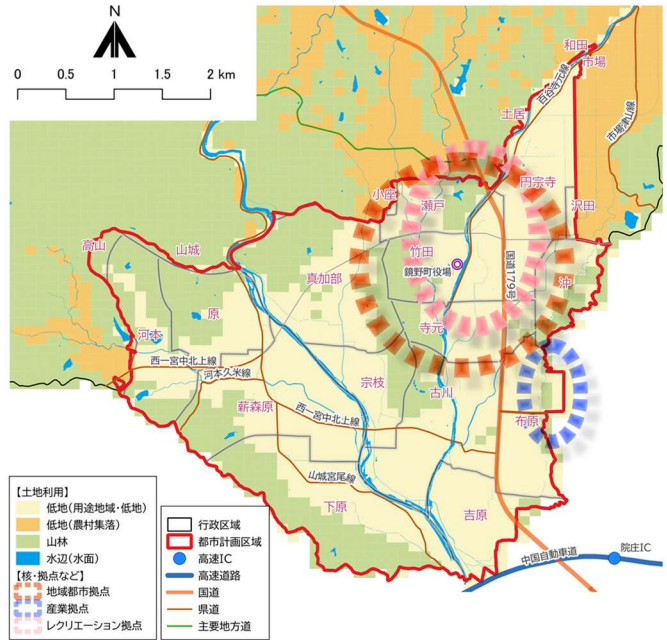 N
0 0.5 1 1.5 2 km
和田
市場
百谷寺元線
市場津山線
土居
円宗寺
小座
瀬戸
沢田
高山
山城
竹田
鏡野町役場
国道179号
沖
真加部
原
寺元
河本
西一宮中北上線
河本久米線
宗枝
古川
薪森原
西一宮中北上線
布原
山城宮尾線
下原
吉原
中国自動車道
院庄IC
【土地利用】
低地(用途地域・低地)
低地(農村集落)
山林
水辺(水面)
【核・拠点など】
地域都市拠点
産業拠点
レクリエーション拠点
行政区域
都市計画区域
高速IC
高速道路
国道
県道
主要地方道